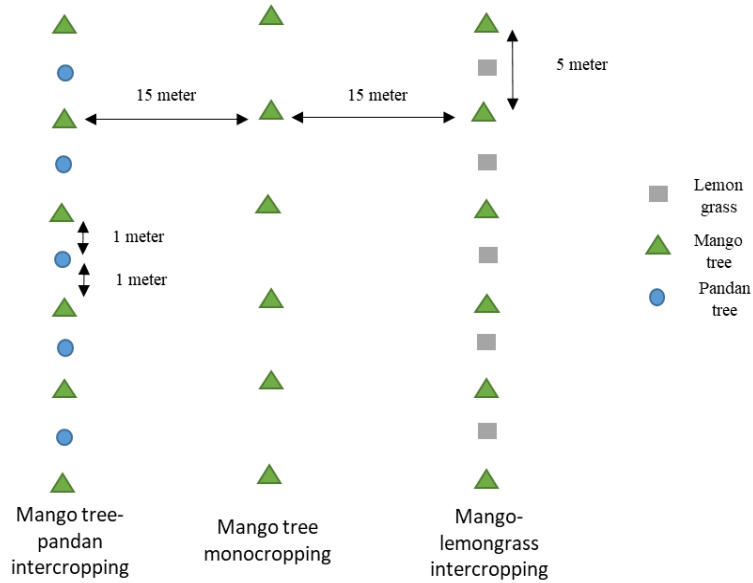 5 meter
15 meter
15 meter
1 meter
1 meter
Lemon
grass
Mango
tree
Pandan
tree
Mango tree-
pandan
intercropping
Mango tree
monocropping
Mango-
lemongrass
intercropping